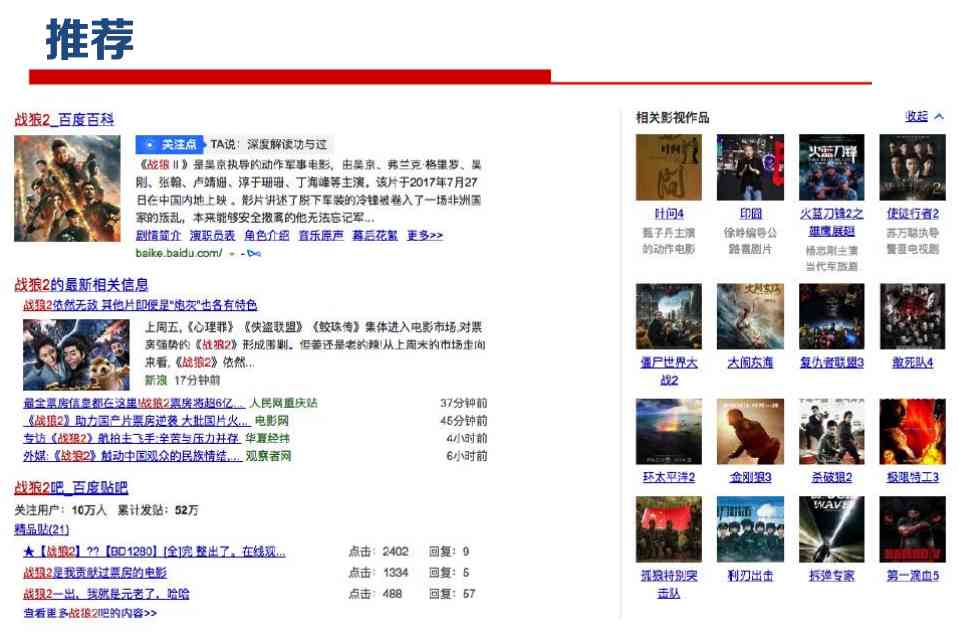 推荐
战狼2_百度百科
关注点 TA说: 深度解读功与过
《战狼Ⅱ》是吴京执导的动作军事电影，由吴京、弗兰克·格里罗、吴
刚、张翰、卢靖姗、淳于珊珊、丁海峰等主演。该片于2017年7月27
日在中国内地上映 。影片讲述了脱下军装的冷锋被卷入了一场非洲国
家的叛乱，本来能够安全撤离的他无法忘记军...
剧情简介 演职员表 角色介绍 音乐原声 幕后花絮 更多>>
baike.baidu.com/
战狼2的最新相关信息
战狼2依然无敌 其他片即便是“炮灰”也各有特色
上周五,《心理罪》《侠盗联盟》《鲛珠传》集体进入电影市场,对票
房强势的《战狼2》形成围剿。但姜还是老的辣!从上周末的市场走向
来看,《战狼2》依然...
新浪 17分钟前
最全票房信息都在这里!战狼2票房将超6亿... 人民网重庆站 37分钟前
《战狼2》助力国产片票房逆袭 大批国片火... 电影网 45分钟前
专访《战狼2》航拍主飞手:辛苦与压力并存 华夏经纬 4小时前
外媒:《战狼2》触动中国观众的民族情结,... 观察者网 6小时前
战狼2吧_百度贴吧
关注用户: 10万人 累计发贴: 52万
精品贴(21)
★【战狼2】??【BD1280】[全]完 整出了。在线观... 点击: 2402 回复: 9
战狼2是我贡献过票房的电影 点击: 1334 回复: 5
战狼2一出、我就是元老了。哈哈 点击: 488 回复: 57
查看更多战狼2吧的内容>>
相关影视作品 收起
叶问4 印囧 火蓝刀锋2之 使徒行者2
雄鹰展翅
甄子丹主演 徐峥编导公 杨志刚主演 苏万聪执导
的动作电影 路喜剧片 当代军旅剧 警匪电视剧
僵尸世界大 大闹东海 复仇者联盟3 敢死队4
战2
环太平洋2 金刚狼3 杀破狼2 极限特工3
孤狼特别突 利刃出击 拆弹专家 第一滴血5
击队